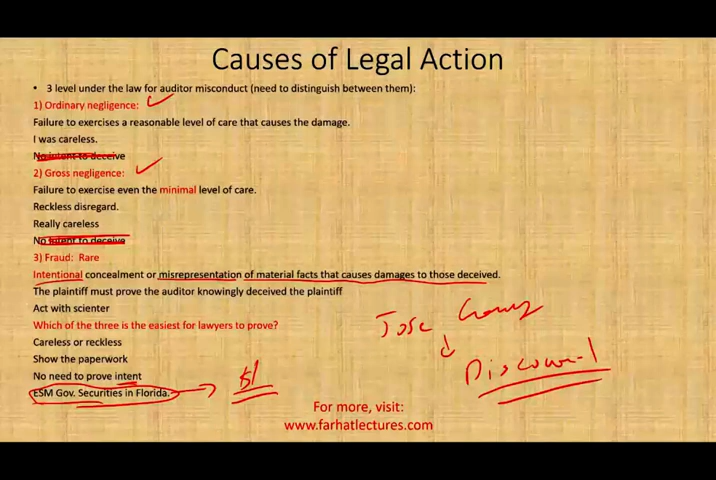 Causes of Legal Action
• 3 level under the law for auditor misconduct (need to distinguish between them):
1) Ordinary negligence:
Failure to exercises a reasonable level of care that causes the damage.
I was careless.
No intent to deceive
2) Gross negligence:
Failure to exercise even the minimal level of care.
Reckless disregard.
Really careless
No intent to deceive
3) Fraud: Rare
Intentional concealment or misrepresentation of material facts that causes damages to those deceived.
The plaintiff must prove the auditor knowingly deceived the plaintiff
Act with scienter
Jose
Which of the three is the easiest for lawyers to prove?
Careless or reckless
Show the paperwork
No need to prove intent
ESM Gov. Securities in Florida.
For more, visit:
www.farhatlectures.com